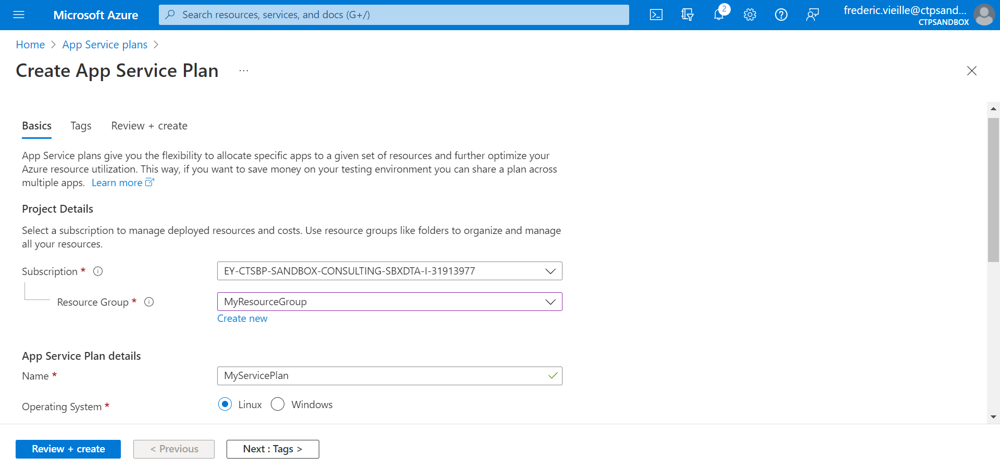 Microsoft Azure
Search resources, services, and docs (G+/)
2
frederic.vieille@ctpsand...
CTPSANDBOX
Home > App Service plans >
Create App Service Plan ...
Basics Tags Review + create
App Service plans give you the flexibility to allocate specific apps to a given set of resources and further optimize your
Azure resource utilization. This way, if you want to save money on your testing environment you can share a plan across
multiple apps. Learn more
Project Details
Select a subscription to manage deployed resources and costs. Use resource groups like folders to organize and manage
all your resources.
Subscription * EY-CTSBP-SANDBOX-CONSULTING-SBXDTA-I-31913977
Resource Group * MyResourceGroup
Create new
App Service Plan details
Name * MyServicePlan
Operating System * Linux Windows
Review + create < Previous Next : Tags >